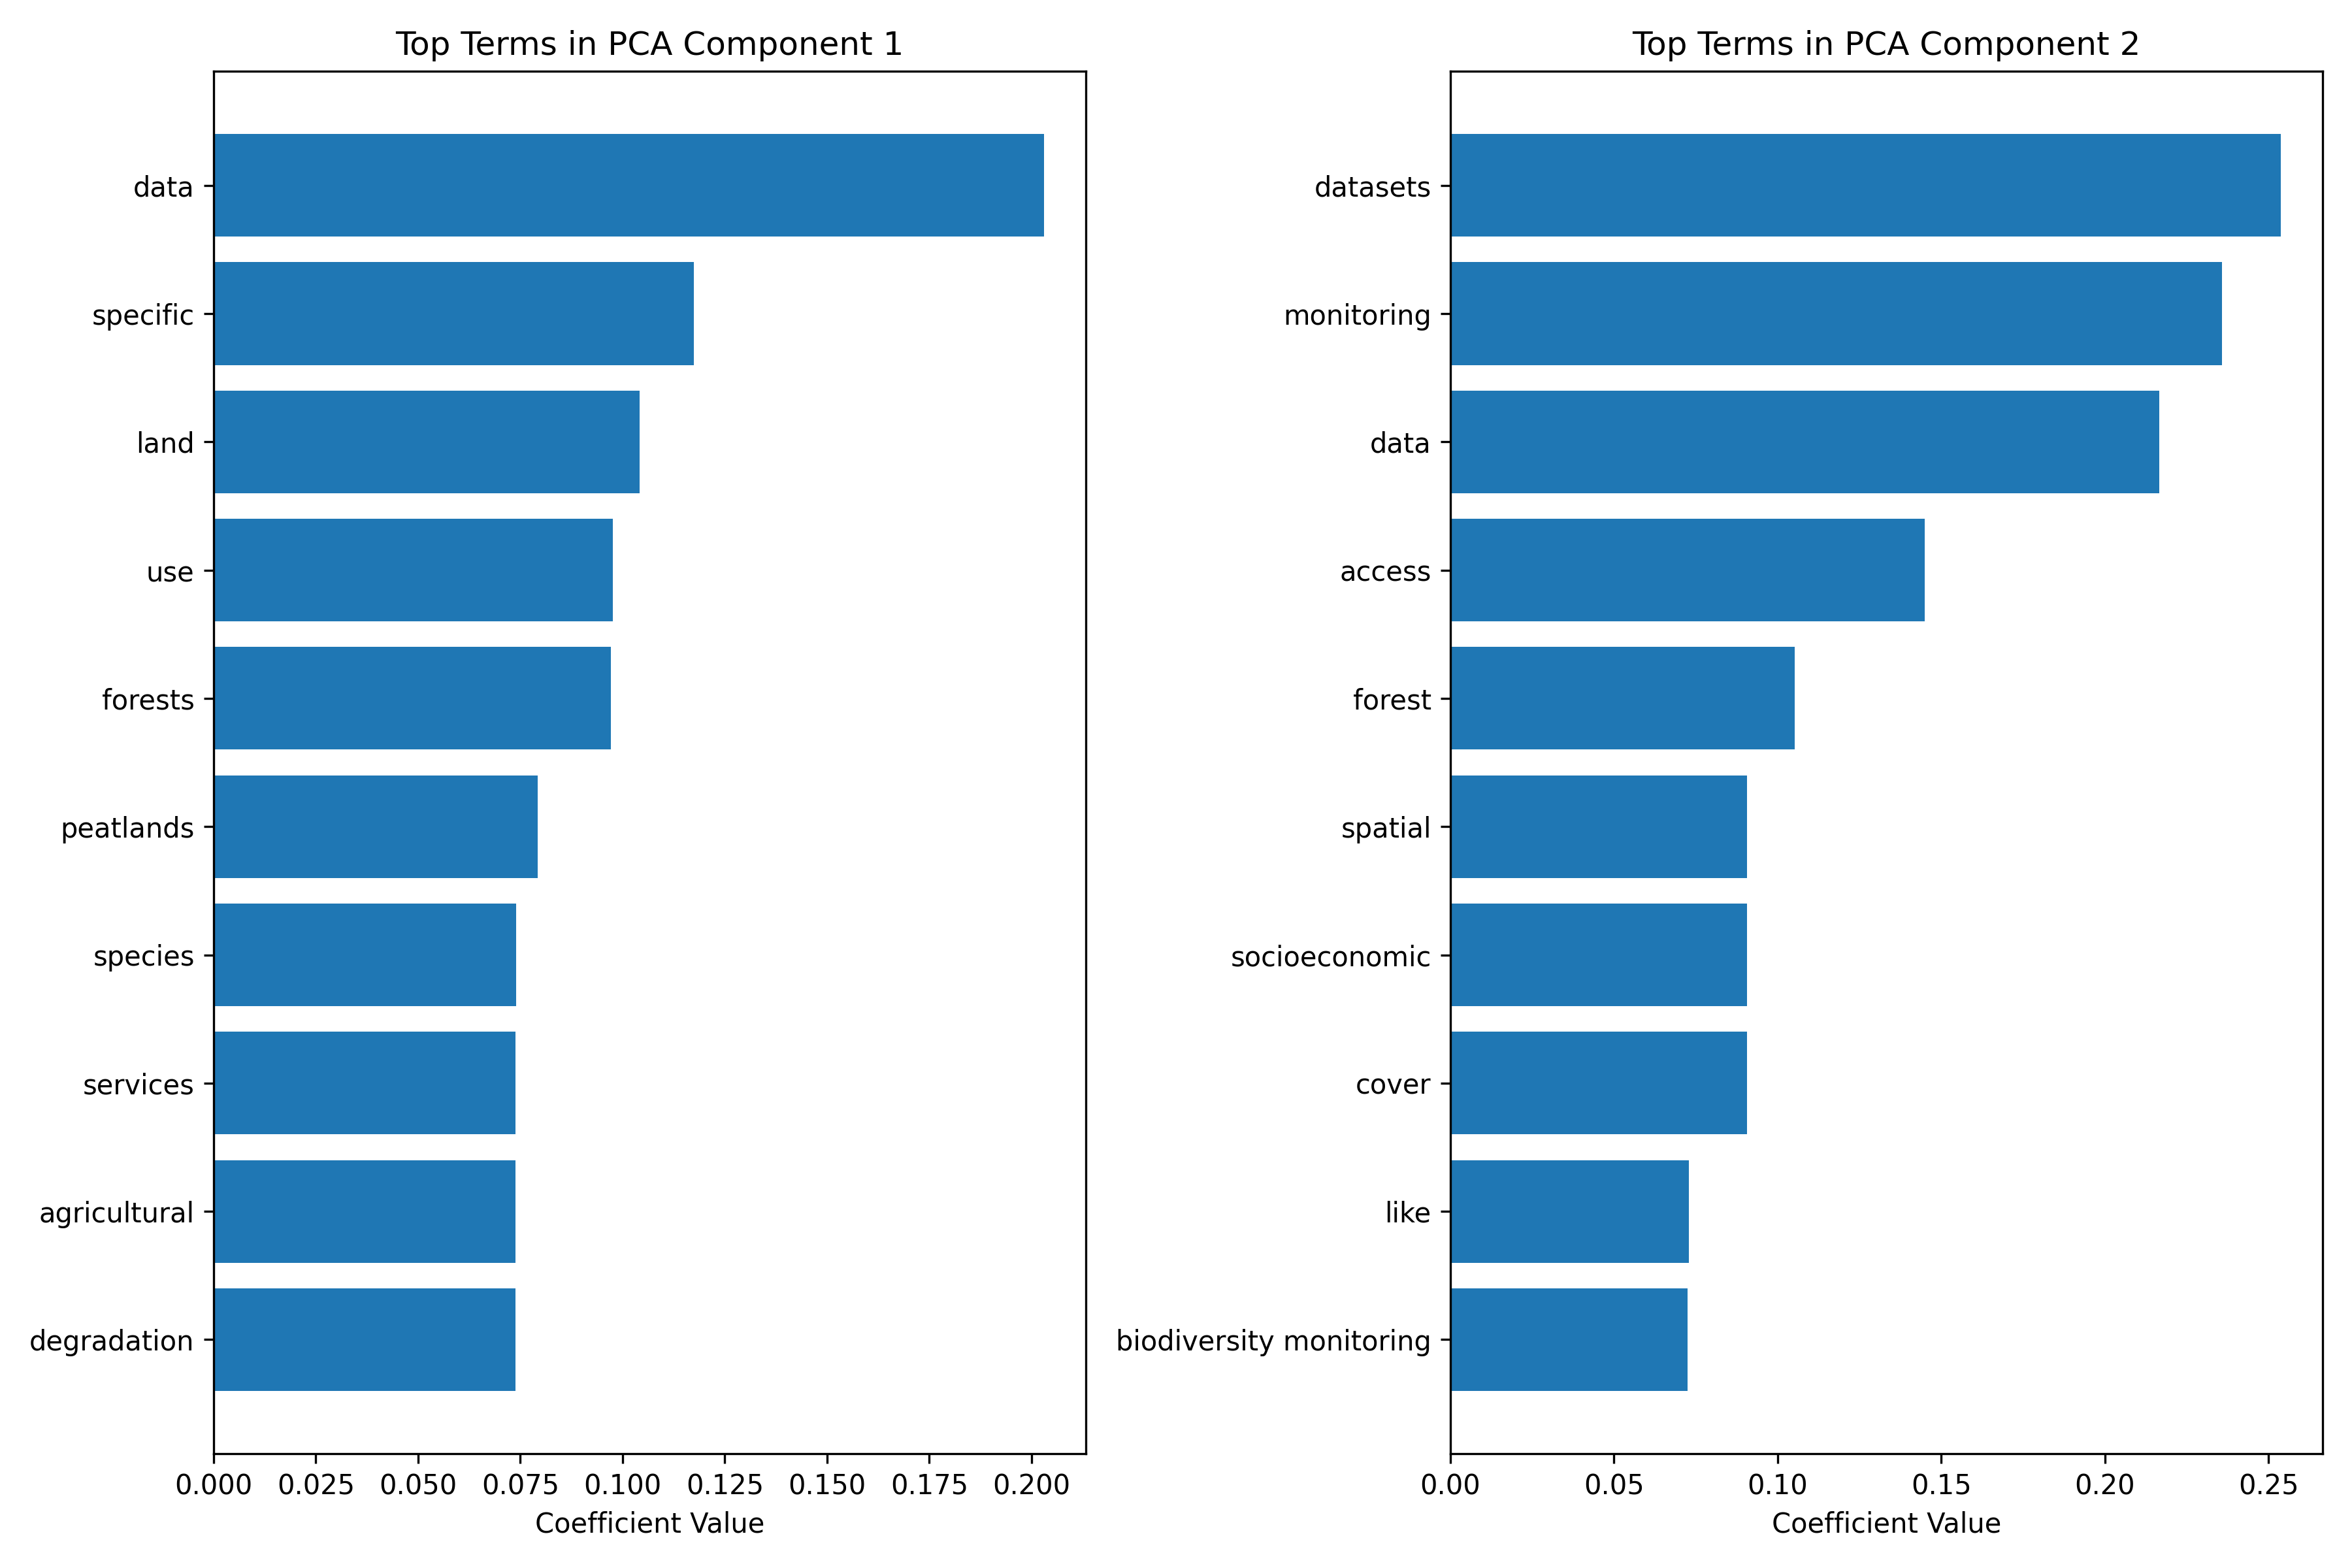 Top Terms in PCA Component 1
data
specific
land
use
forests
peatlands
species
services
agricultural
degradation
0.000 0.025 0.050 0.075 0.100 0.125 0.150 0.175 0.200
Coefficient Value
Top Terms in PCA Component 2
datasets
monitoring
data
access
forest
spatial
socioeconomic
cover
like
biodiversity monitoring
0.00 0.05 0.10 0.15 0.20 0.25
Coefficient Value